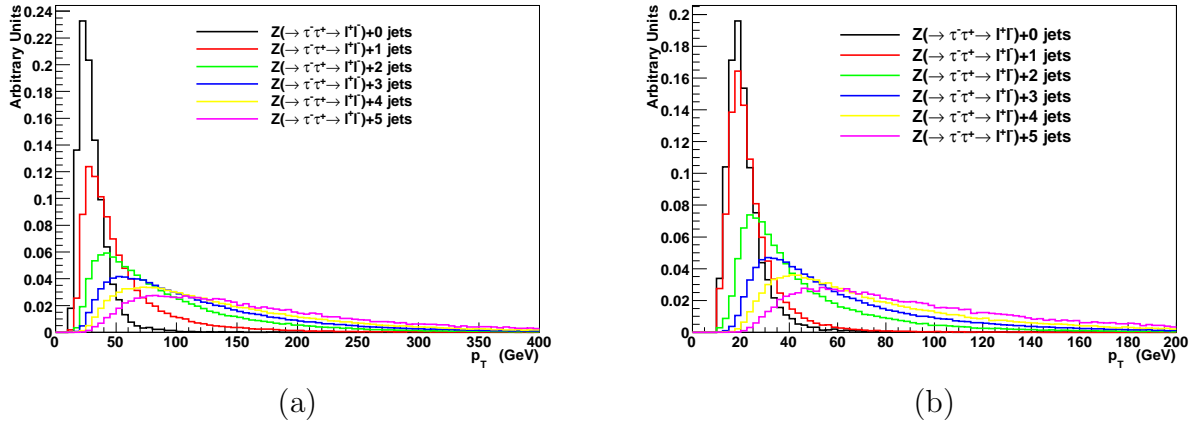 Arbitrary Units
0.24
0.22
0.2
0.18
0.16
0.14
0.12
0.1
0.08
0.06
0.04
0.02
0
Z(→ τ⁻τ⁺→ l⁺l⁻)+0 jets
Z(→ τ⁻τ⁺→ l⁺l⁻)+1 jets
Z(→ τ⁻τ⁺→ l⁺l⁻)+2 jets
Z(→ τ⁻τ⁺→ l⁺l⁻)+3 jets
Z(→ τ⁻τ⁺→ l⁺l⁻)+4 jets
Z(→ τ⁻τ⁺→ l⁺l⁻)+5 jets
0 50 100 150 200 250 300 350 400
p_T (GeV)
(a)
Arbitrary Units
0.2
0.18
0.16
0.14
0.12
0.1
0.08
0.06
0.04
0.02
0
Z(→ τ⁻τ⁺→ l⁺l⁻)+0 jets
Z(→ τ⁻τ⁺→ l⁺l⁻)+1 jets
Z(→ τ⁻τ⁺→ l⁺l⁻)+2 jets
Z(→ τ⁻τ⁺→ l⁺l⁻)+3 jets
Z(→ τ⁻τ⁺→ l⁺l⁻)+4 jets
Z(→ τ⁻τ⁺→ l⁺l⁻)+5 jets
0 20 40 60 80 100 120 140 160 180 200
p_T (GeV)
(b)